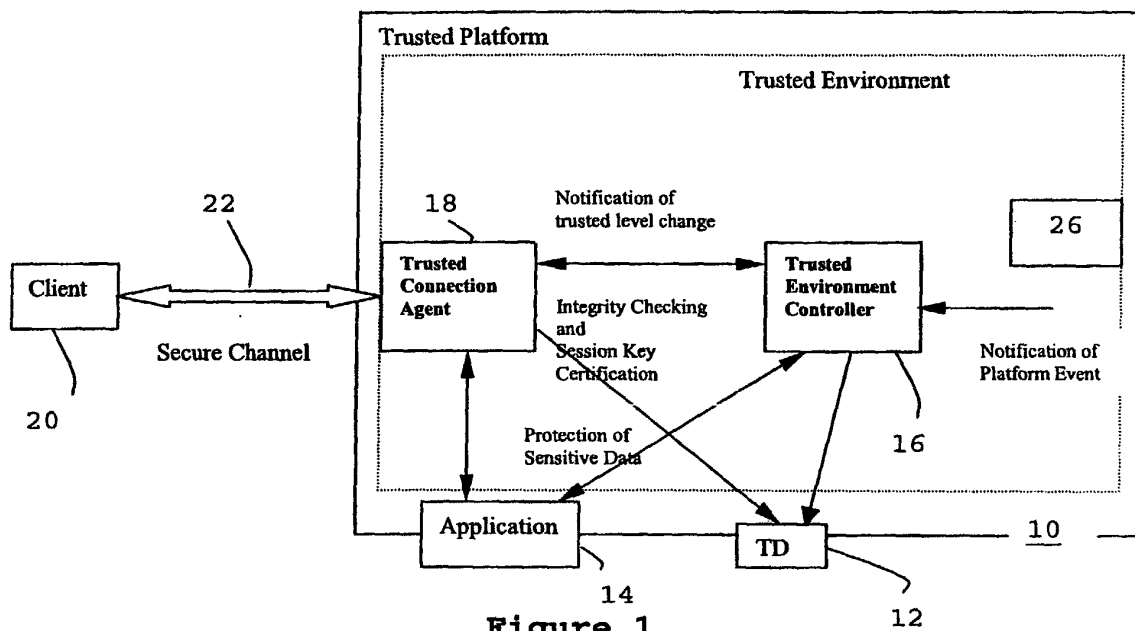 Trusted Platform
Trusted Environment
22
18
Notification of
trusted level change
26
Client
Trusted
Connection
Agent
Trusted
Environment
Controller
Integrity Checking
and
Session Key
Certification
Secure Channel
Notification of
Platform Event
20
16
Protection of
Sensitive Data
Application
TD
10
14
12
Figure 1